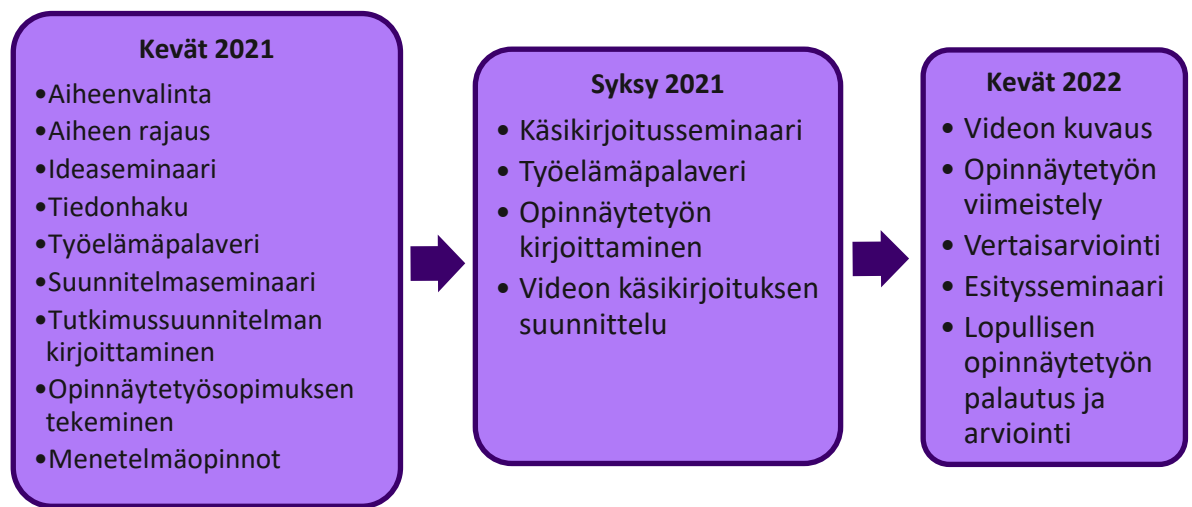 Kevät 2021
•Aiheenvalinta
•Aiheen rajaus
•Ideaseminaari
•Tiedonhaku
•Työelämäpalaveri
•Suunnitelmaseminaari
•Tutkimussuunnitelman
kirjoittaminen
•Opinnäytetyösopimuksen
tekeminen
•Menetelmäopinnot
Syksy 2021
• Käsikirjoitusseminaari
• Työelämäpalaveri
• Opinnäytetyön
kirjoittaminen
• Videon käsikirjoituksen
suunnittelu
Kevät 2022
• Videon kuvaus
• Opinnäytetyön
viimeistely
• Vertaisarviointi
• Esitysseminaari
• Lopullisen
opinnäytetyön
palautus ja
arviointi